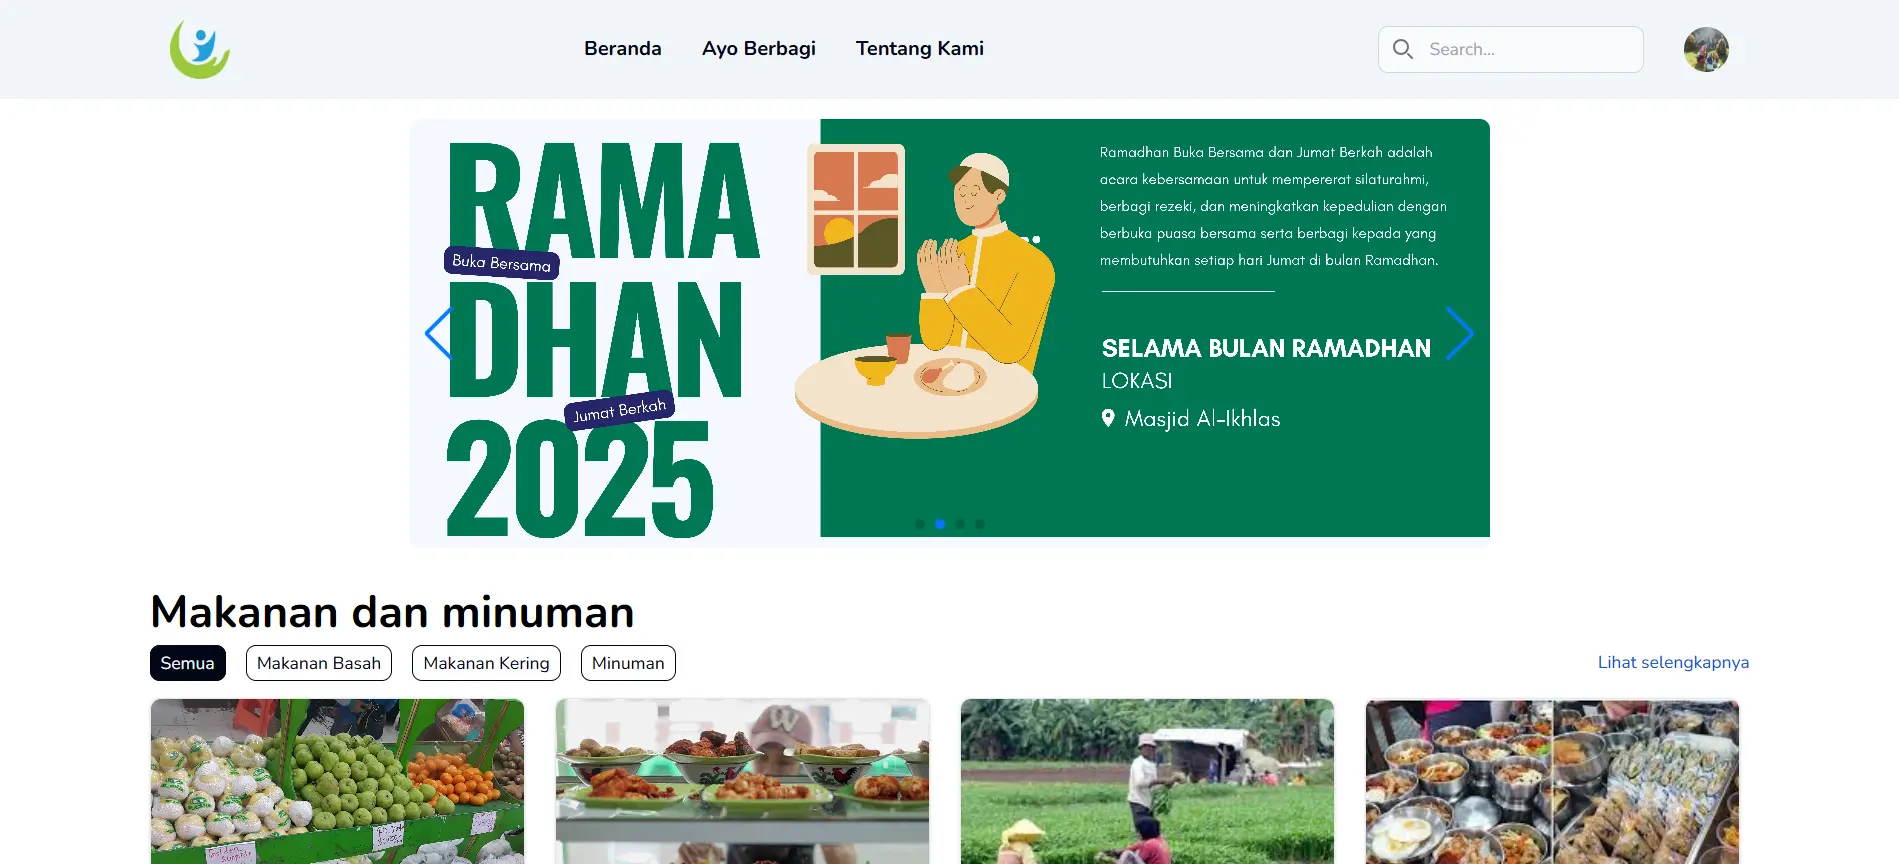 Beranda
Ayo Berbagi
Tentang Kami
Search...
RAMA
Buka Bersama
DHAN
Jumat Berkah
2025
Ramadhan Buka Bersama dan Jumat Berkah adalah
acara kebersamaan untuk mempererat silaturahmi,
berbagi rezeki, dan meningkatkan kepedulian dengan
berbuka puasa bersama serta berbagi kepada yang
membutuhkan setiap hari Jumat di bulan Ramadhan.
SELAMA BULAN RAMADHAN
LOKASI
Masjid Al-Ikhlas
Makanan dan minuman
Semua
Makanan Basah
Makanan Kering
Minuman
Lihat selengkapnya
W